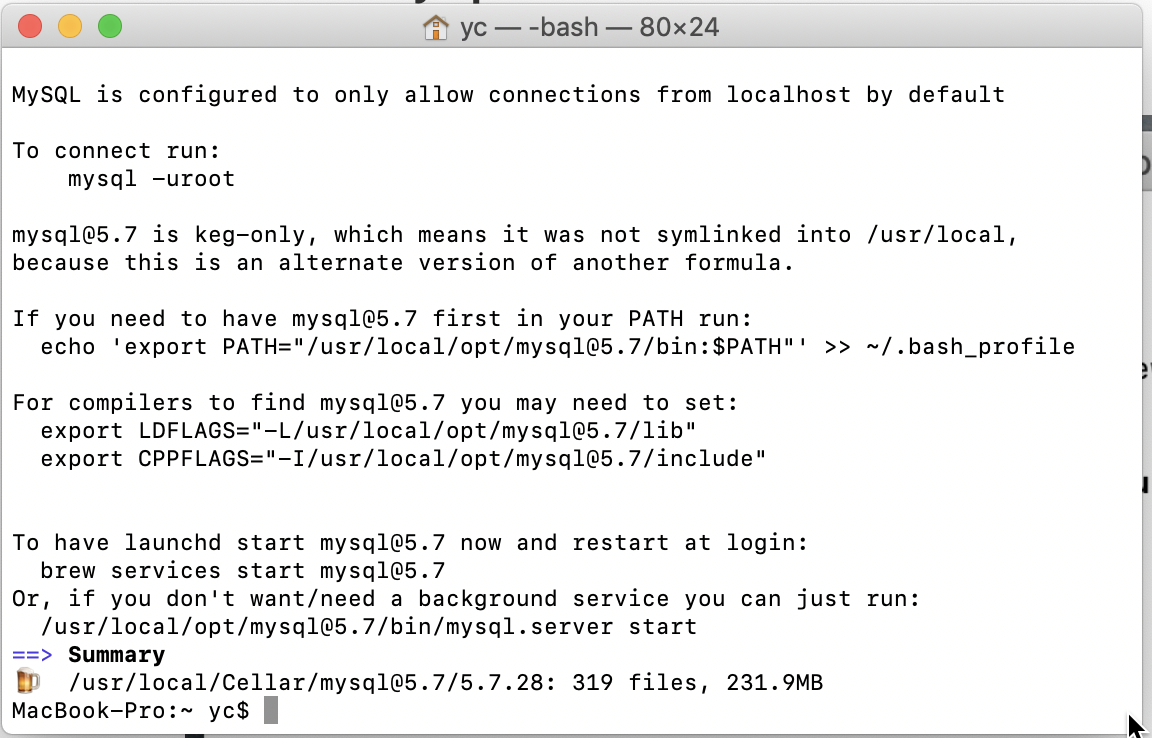 yc — -bash — 80×24
MySQL is configured to only allow connections from localhost by default
To connect run:
    mysql -uroot
mysql@5.7 is keg-only, which means it was not symlinked into /usr/local,
because this is an alternate version of another formula.
If you need to have mysql@5.7 first in your PATH run:
  echo 'export PATH="/usr/local/opt/mysql@5.7/bin:$PATH"' >> ~/.bash_profile
For compilers to find mysql@5.7 you may need to set:
  export LDFLAGS="-L/usr/local/opt/mysql@5.7/lib"
  export CPPFLAGS="-I/usr/local/opt/mysql@5.7/include"
To have launchd start mysql@5.7 now and restart at login:
  brew services start mysql@5.7
Or, if you don't want/need a background service you can just run:
  /usr/local/opt/mysql@5.7/bin/mysql.server start
==> Summary
🍺  /usr/local/Cellar/mysql@5.7/5.7.28: 319 files, 231.9MB
MacBook-Pro:~ yc$